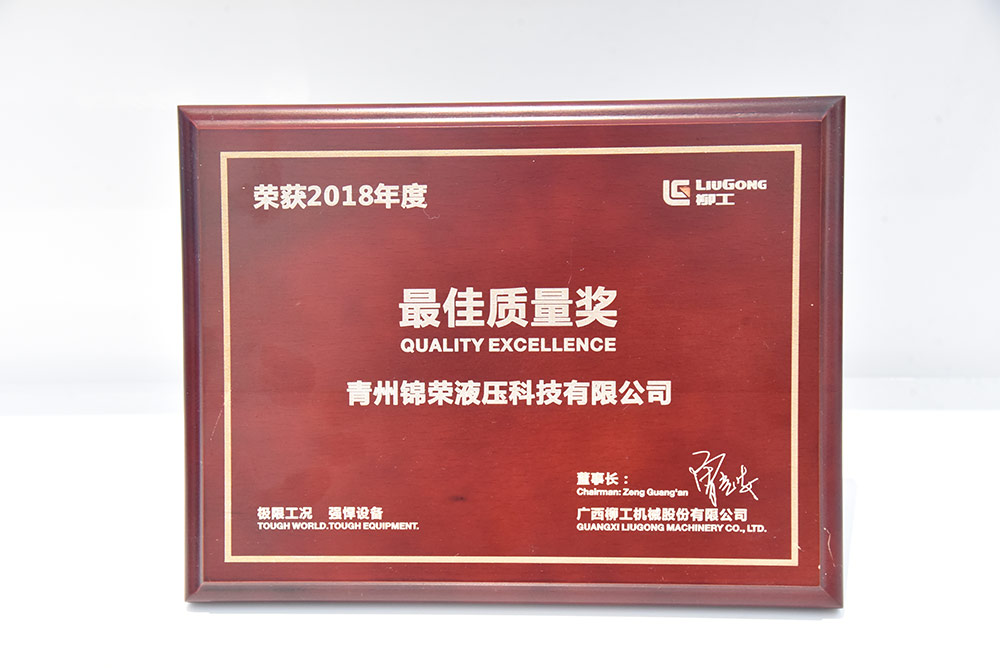 荣获2018年度
LIUGONG
柳工
最佳质量奖
QUALITY EXCELLENCE
青州锦荣液压科技有限公司
董事长：
Chairman: Zeng Guang'an
极限工况 强悍设备
TOUGH WORLD.TOUGH EQUIPMENT.
广西柳工机械股份有限公司
GUANGXI LIUGONG MACHINERY CO., LTD.